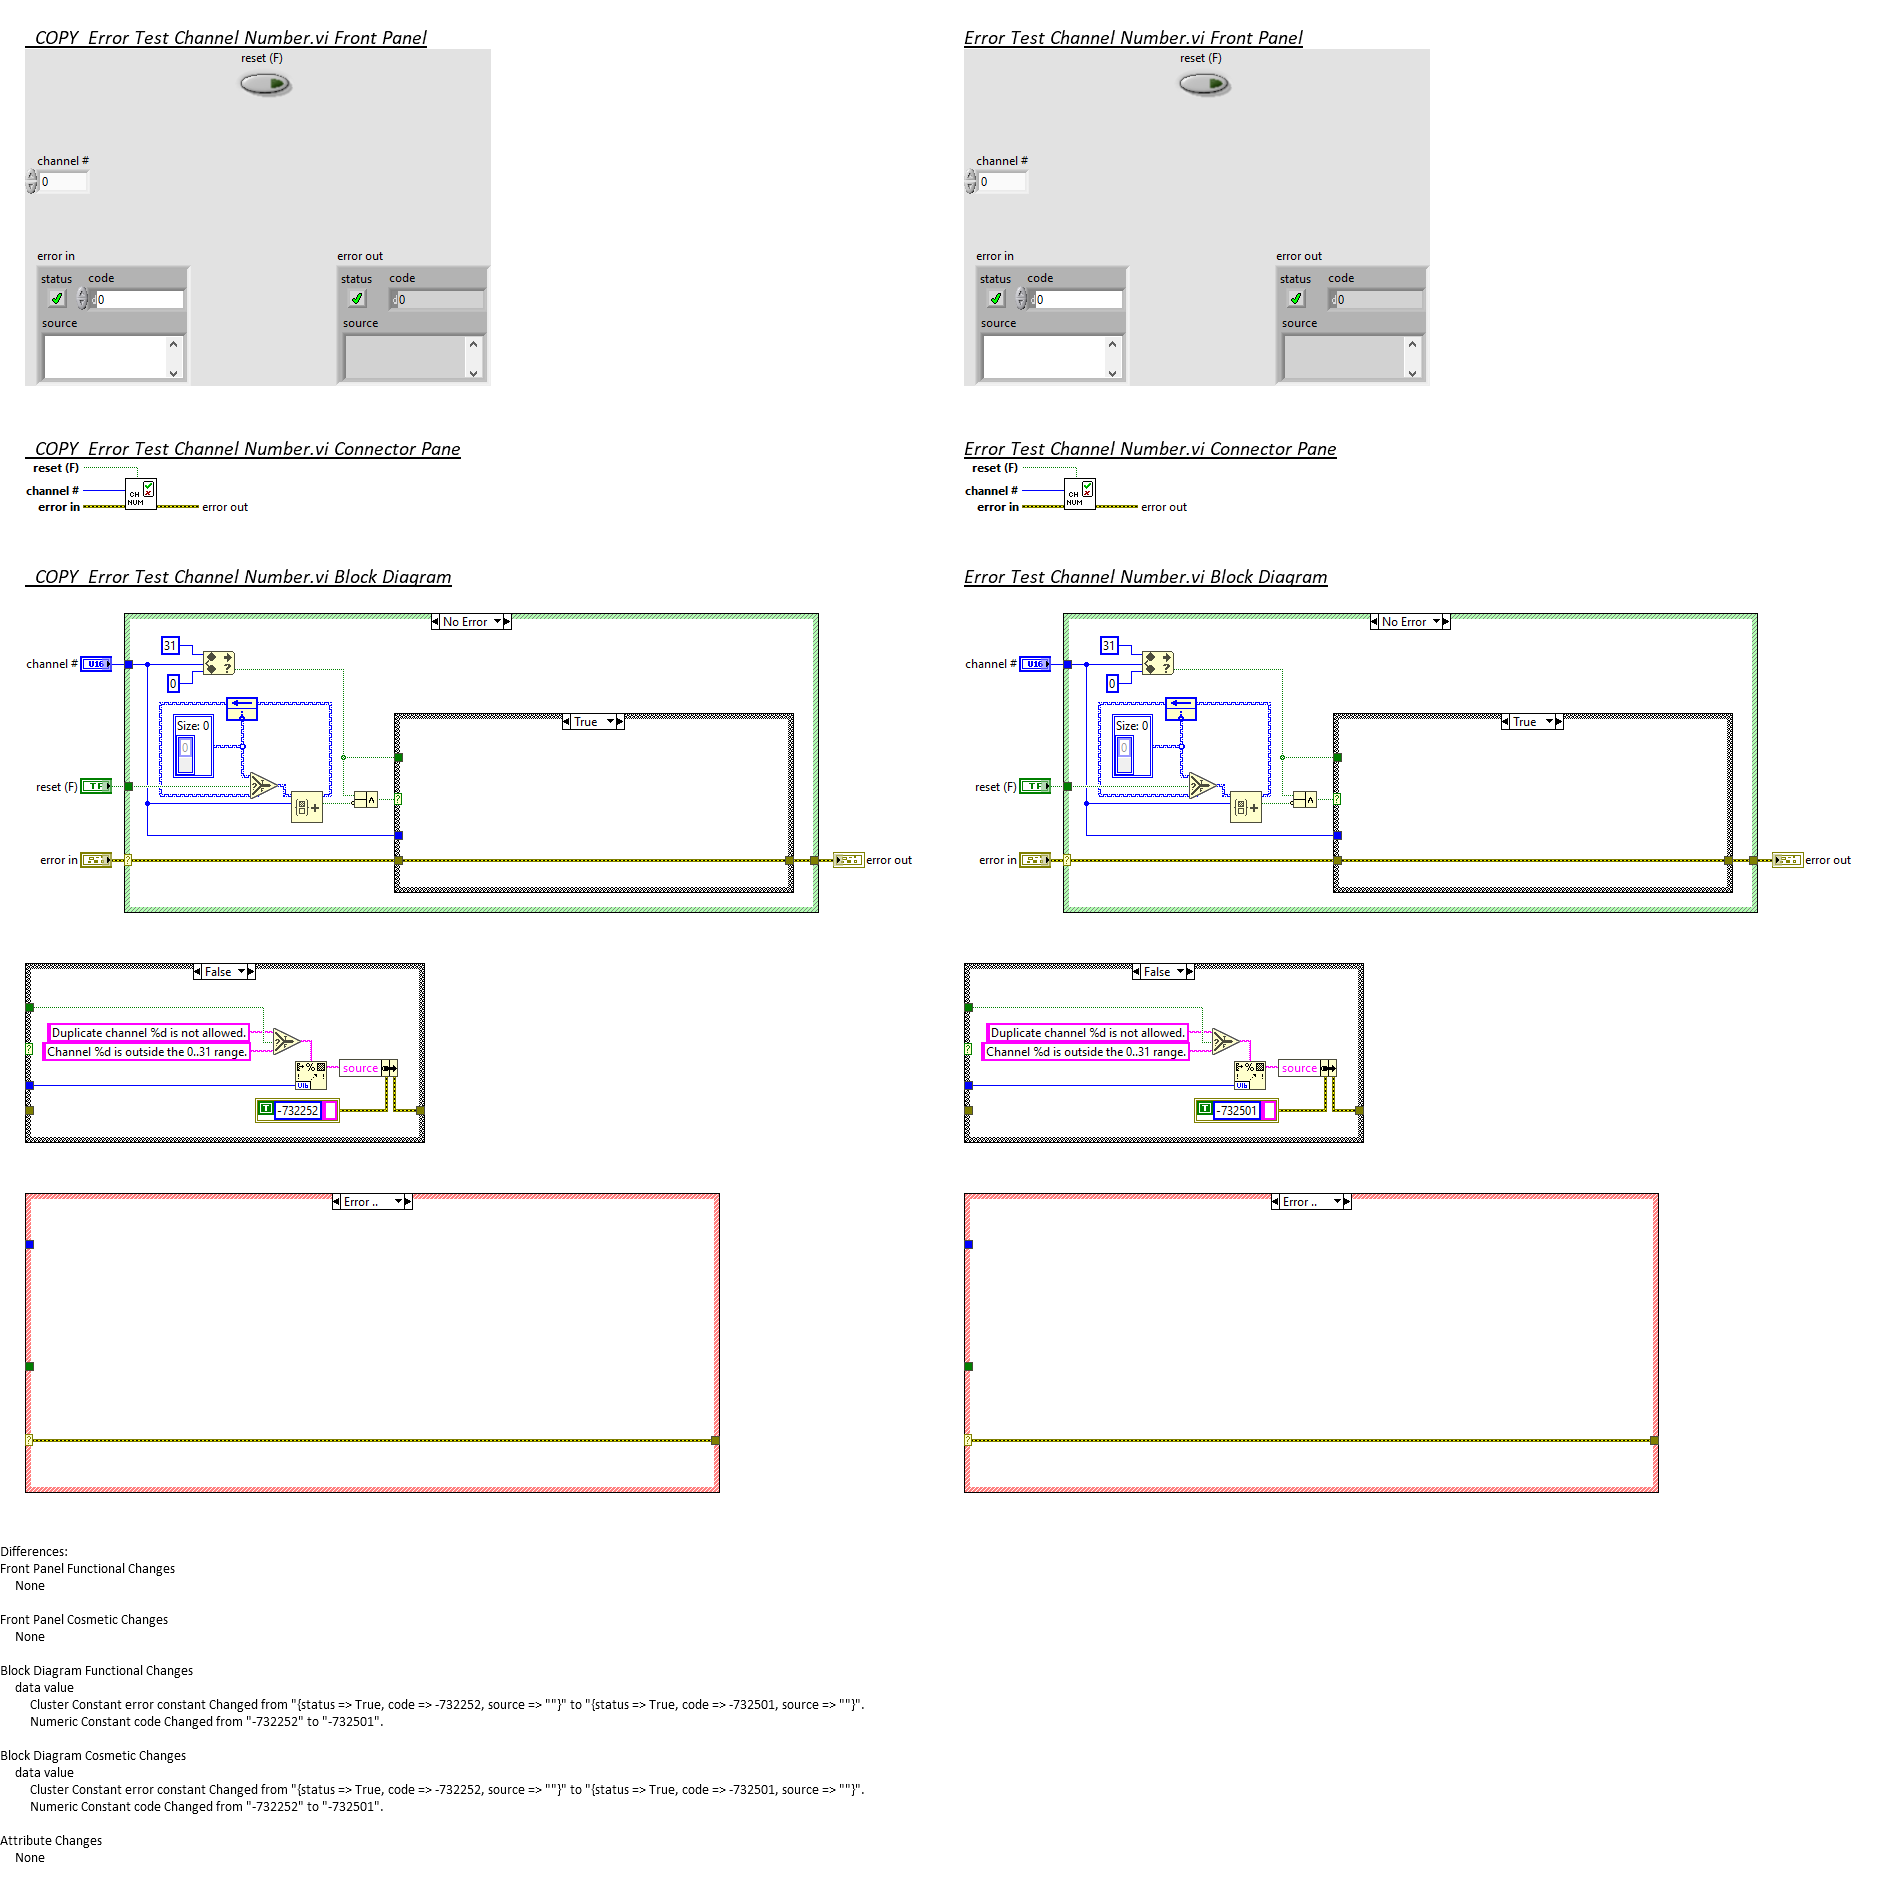 COPY  Error Test Channel Number.vi Front Panel
reset (F)
channel #
0
error in
status code
0
source
error out
status code
0
source
Error Test Channel Number.vi Front Panel
reset (F)
channel #
0
error in
status code
0
source
error out
status code
0
source
COPY  Error Test Channel Number.vi Connector Pane
reset (F)
channel #
error in
CH
NUM
error out
Error Test Channel Number.vi Connector Pane
reset (F)
channel #
error in
CH
NUM
error out
COPY  Error Test Channel Number.vi Block Diagram
No Error
31
channel #
U16
0
Size: 0
0
True
reset (F)
TF
error in
error out
Error Test Channel Number.vi Block Diagram
No Error
31
channel #
U16
0
Size: 0
0
True
reset (F)
TF
error in
error out
False
Duplicate channel %d is not allowed.
Channel %d is outside the 0..31 range.
source
U16
T
-732252
False
Duplicate channel %d is not allowed.
Channel %d is outside the 0..31 range.
source
U16
T
-732501
Error ..
Error ..
Differences:
Front Panel Functional Changes
None
Front Panel Cosmetic Changes
None
Block Diagram Functional Changes
data value
Cluster Constant error constant Changed from "{status => True, code => -732252, source => ""}" to "{status => True, code => -732501, source => ""}".
Numeric Constant code Changed from "-732252" to "-732501".
Block Diagram Cosmetic Changes
data value
Cluster Constant error constant Changed from "{status => True, code => -732252, source => ""}" to "{status => True, code => -732501, source => ""}".
Numeric Constant code Changed from "-732252" to "-732501".
Attribute Changes
None